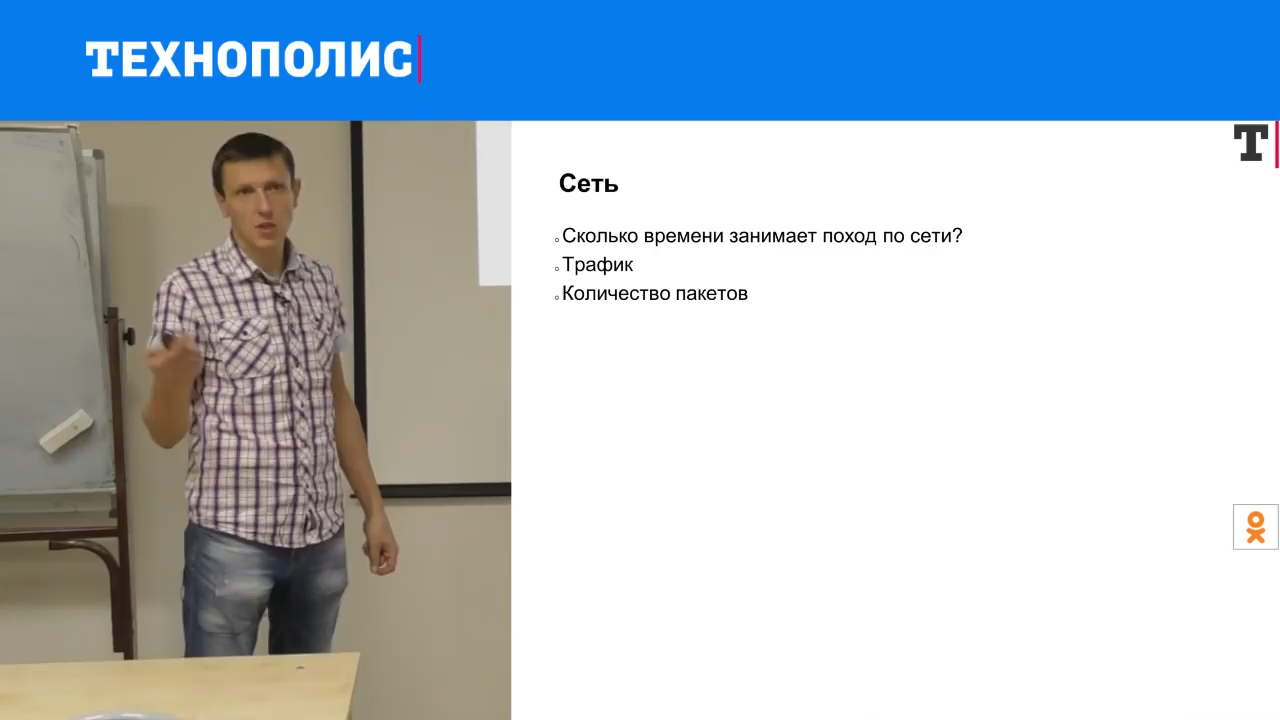 ТЕХНОПОЛИС
Т
Сеть
Сколько времени занимает поход по сети?
Трафик
Количество пакетов